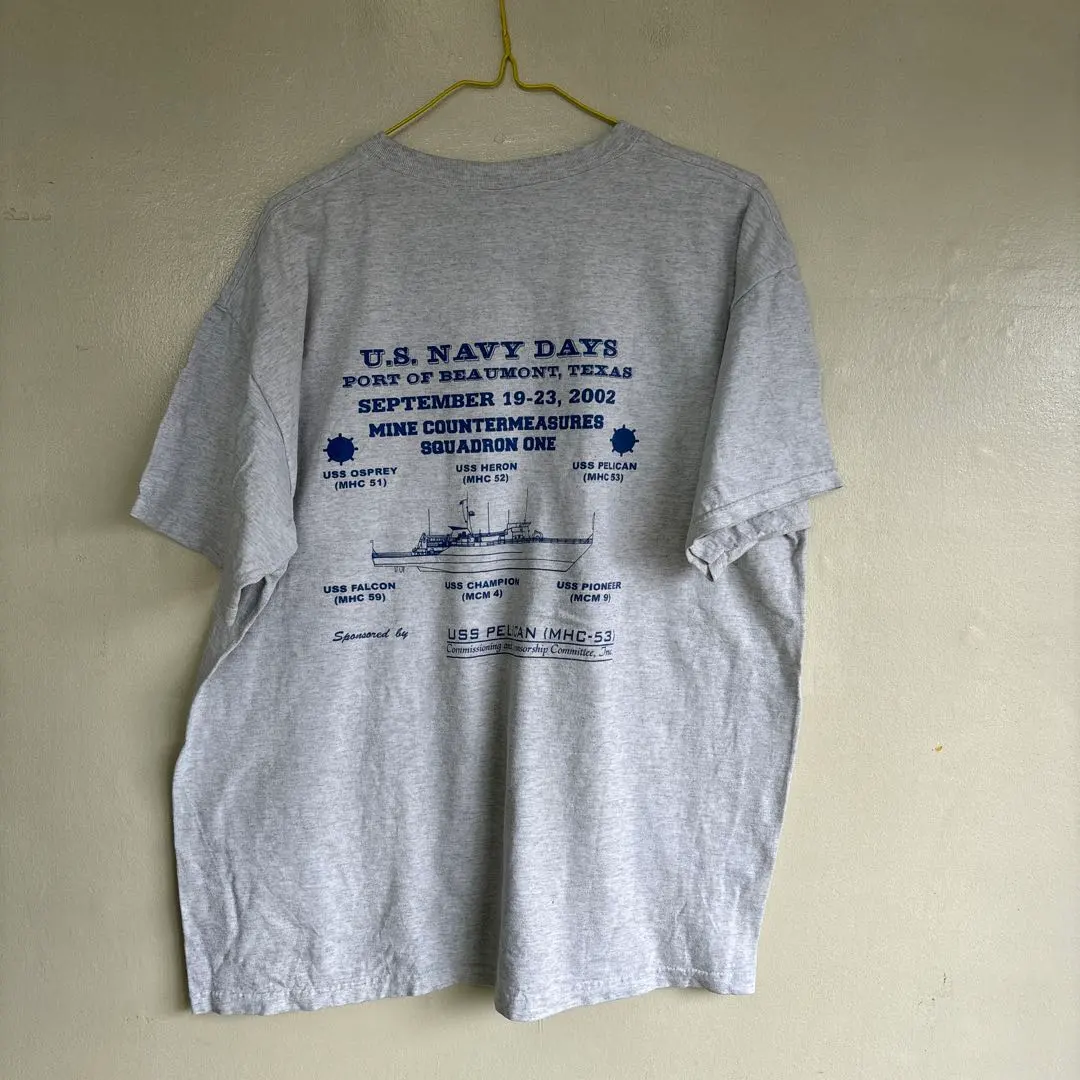 U.S. NAVY DAYS
PORT OF BEAUMONT, TEXAS
SEPTEMBER 19-23, 2002
MINE COUNTERMEASURES
SQUADRON ONE
USS OSPREY USS HERON USS PELICAN
(MHC 51) (MHC 52) (MHC 53)
USS FALCON USS CHAMPION USS PIONEER
(MHC 59) (MCM 4) (MCM 9)
Sponsored by USS PELICAN (MHC-53)
Commissioning Committee, Inc.